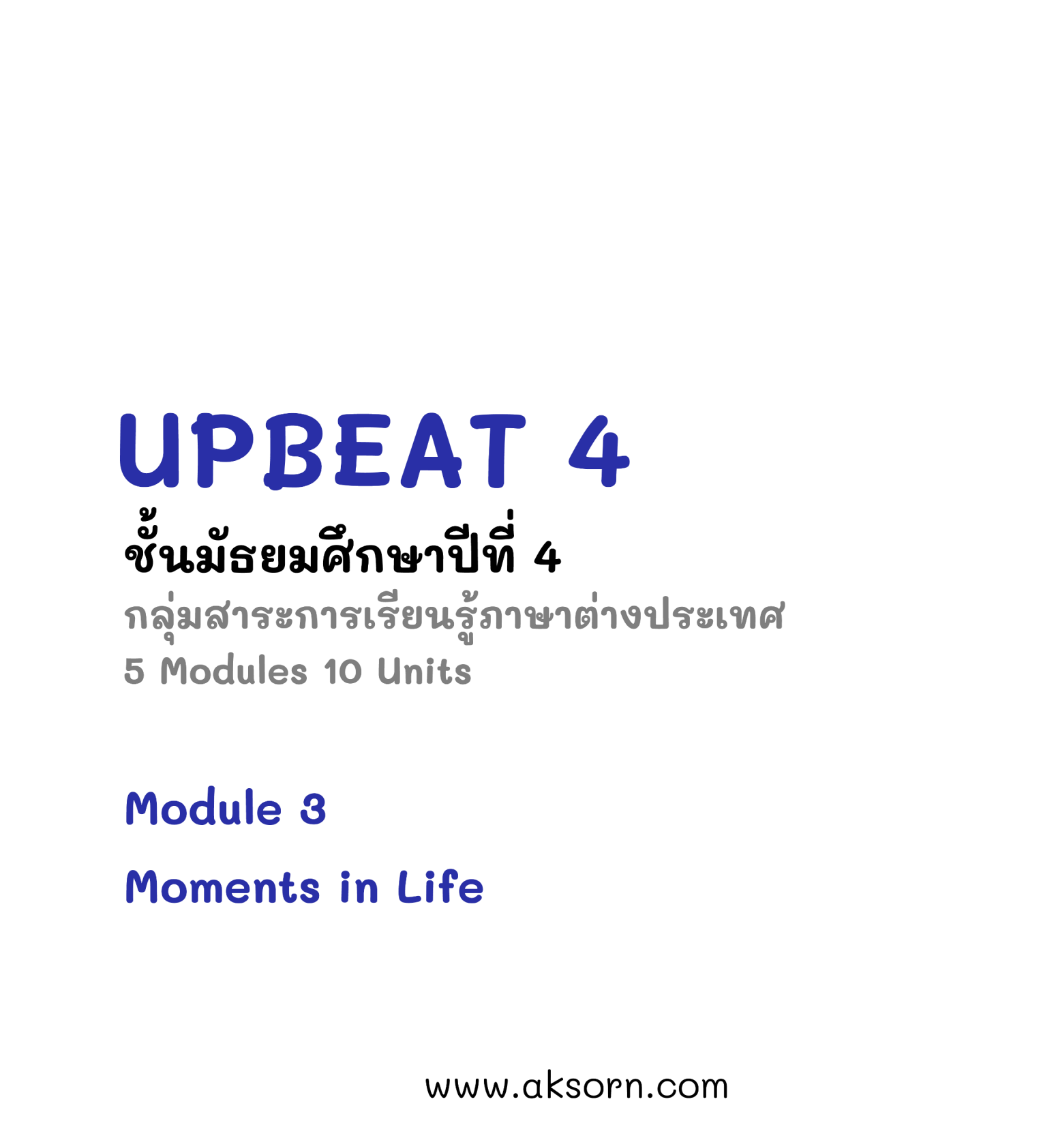 UPBEAT 4
ชั้นมัธยมศึกษาปีที่ 4
กลุ่มสาระการเรียนรู้ภาษาต่างประเทศ
5 Modules 10 Units
Module 3
Moments in Life
www.aksorn.com